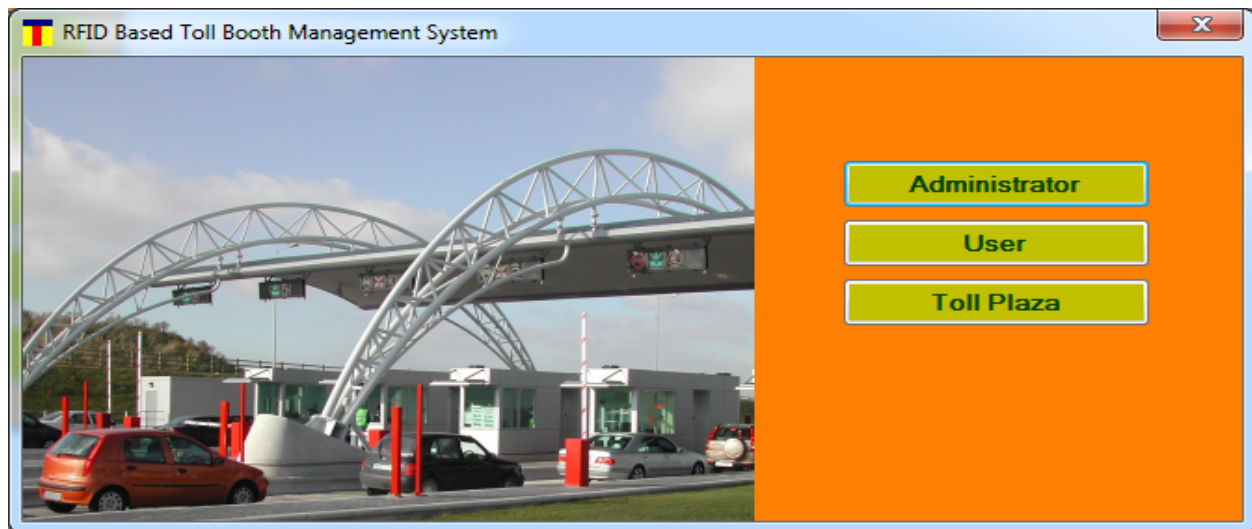 RFID Based Toll Booth Management System
Administrator
User
Toll Plaza